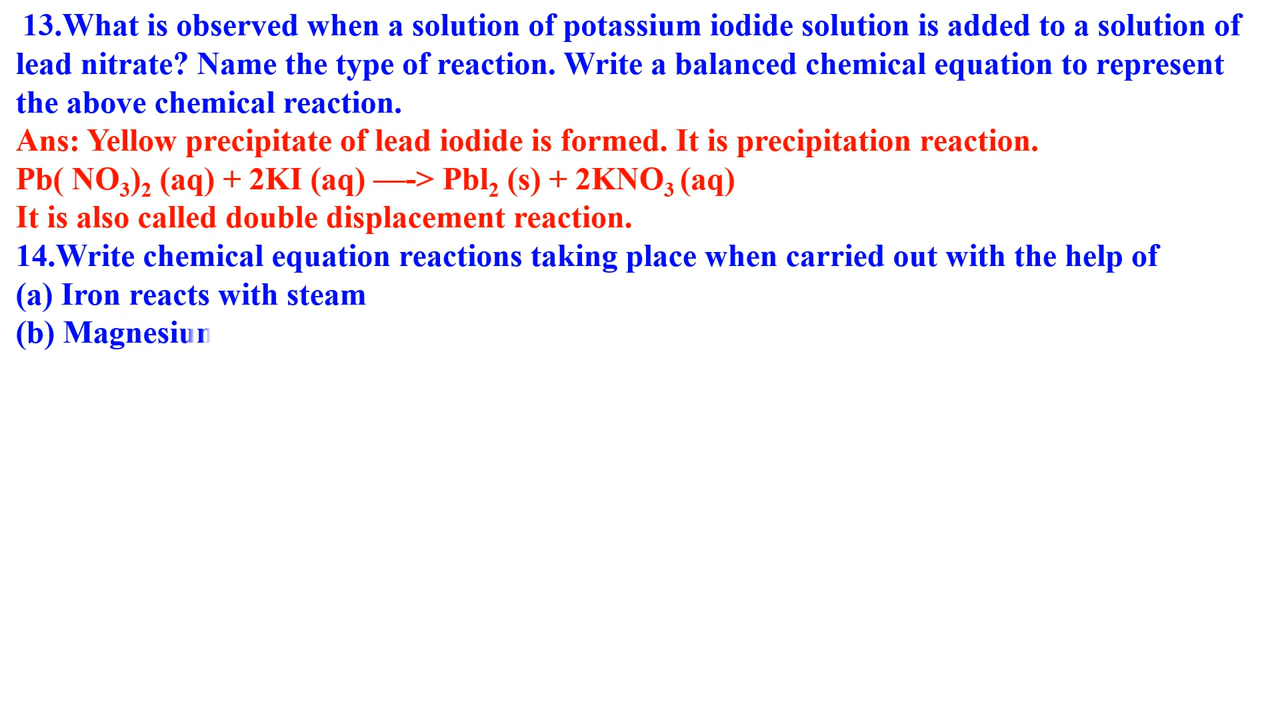 13.What is observed when a solution of potassium iodide solution is added to a solution of
lead nitrate? Name the type of reaction. Write a balanced chemical equation to represent
the above chemical reaction.
Ans: Yellow precipitate of lead iodide is formed. It is precipitation reaction.
Pb( NO₃)₂ (aq) + 2KI (aq) —-> Pbl₂ (s) + 2KNO₃ (aq)
It is also called double displacement reaction.
14.Write chemical equation reactions taking place when carried out with the help of
(a) Iron reacts with steam
(b)